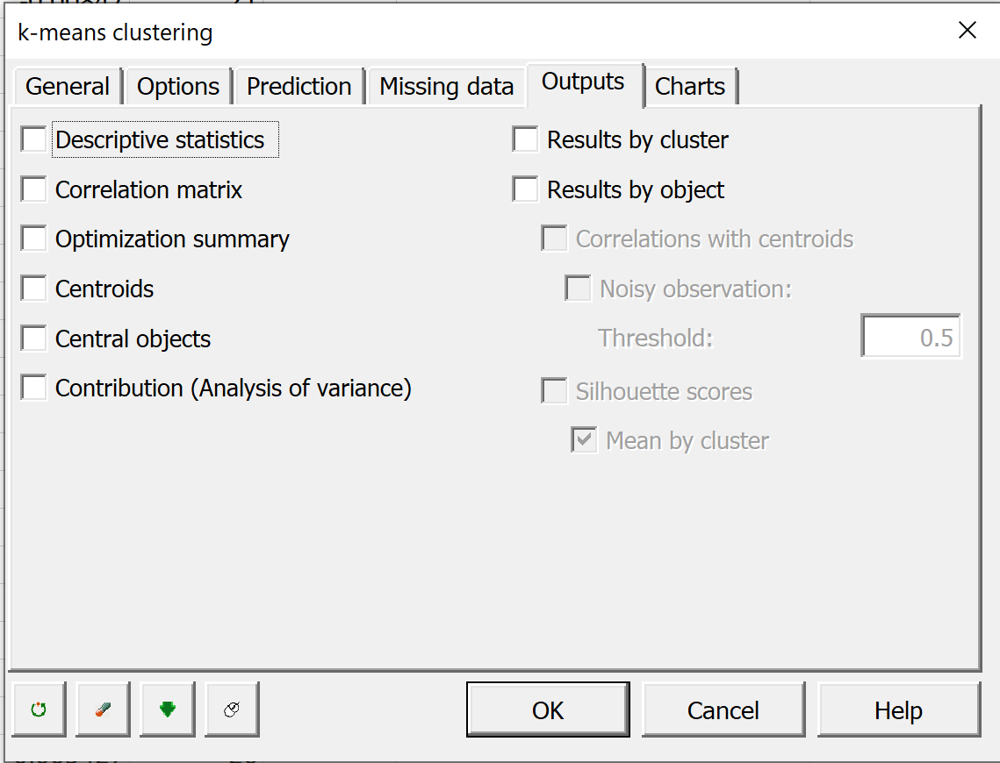 k-means clustering
General Options Prediction Missing data Outputs Charts
Descriptive statistics
Correlation matrix
Optimization summary
Centroids
Central objects
Contribution (Analysis of variance)
Results by cluster
Results by object
Correlations with centroids
Noisy observation:
Threshold: 0.5
Silhouette scores
Mean by cluster
OK Cancel Help